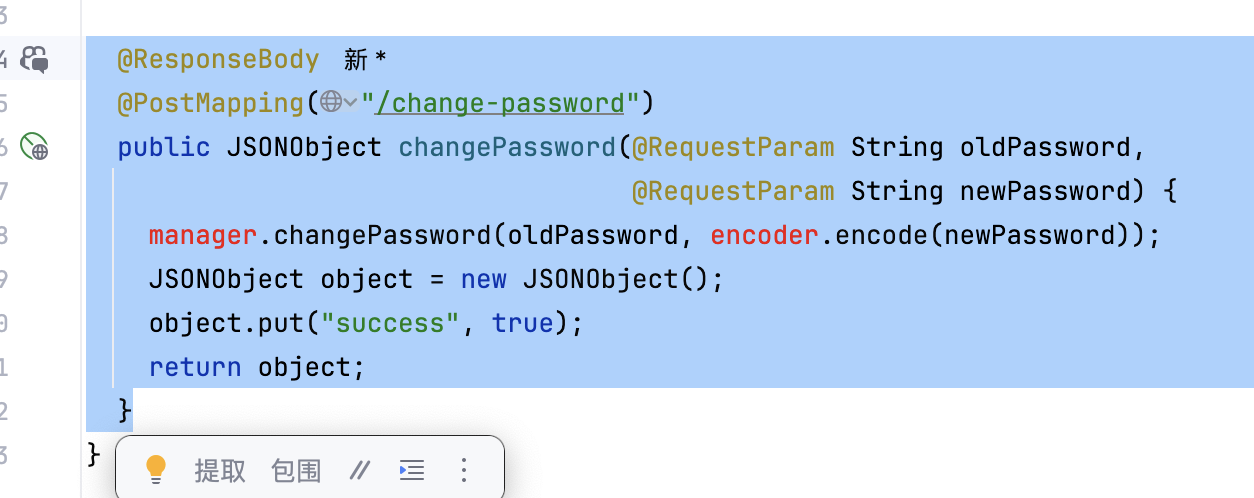 3
4
@ResponseBody 新 *
5
@PostMapping("/change-password")
6
public JSONObject changePassword(@RequestParam String oldPassword,
7
@RequestParam String newPassword) {
8
manager.changePassword(oldPassword, encoder.encode(newPassword));
9
JSONObject object = new JSONObject();
0
object.put("success", true);
1
return object;
2
}
3
}
提取 包围 //